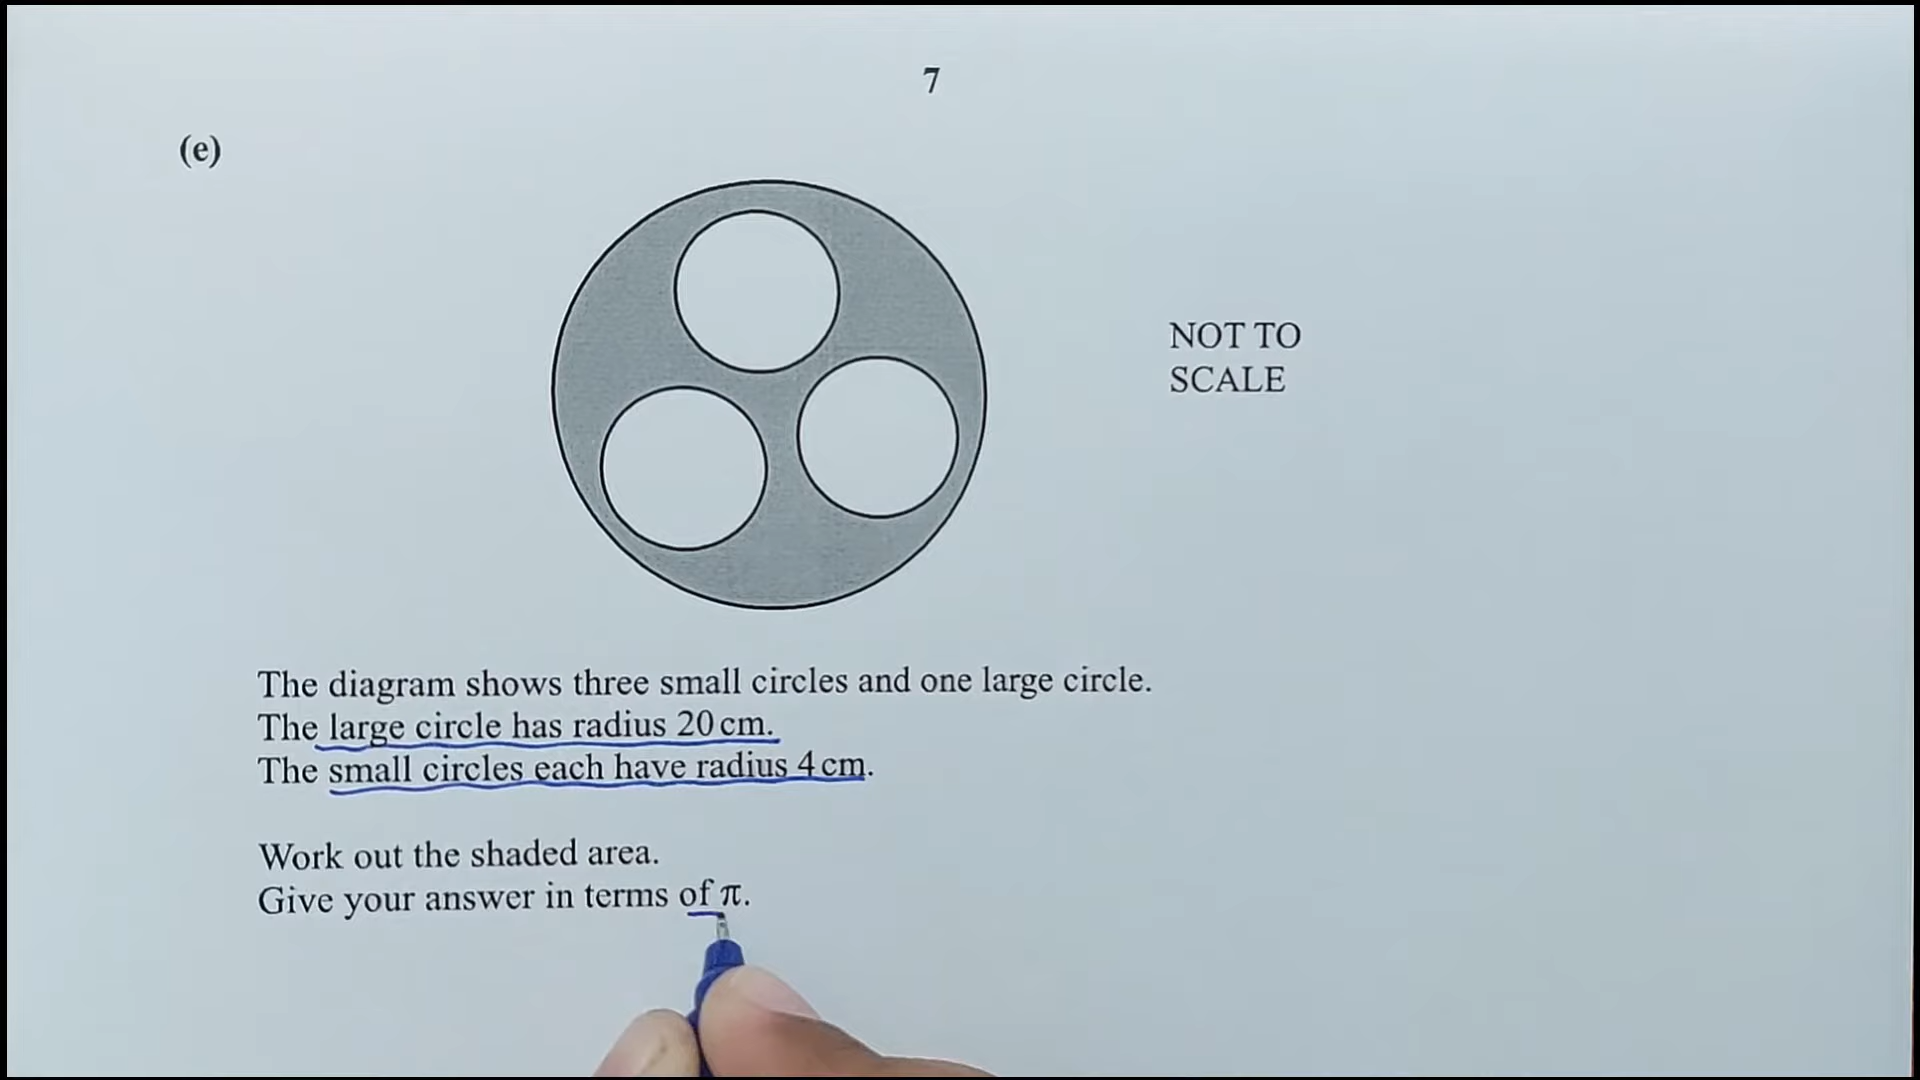 7
(e)
NOT TO
SCALE
The diagram shows three small circles and one large circle.
The large circle has radius 20 cm.
The small circles each have radius 4 cm.
Work out the shaded area.
Give your answer in terms of π.